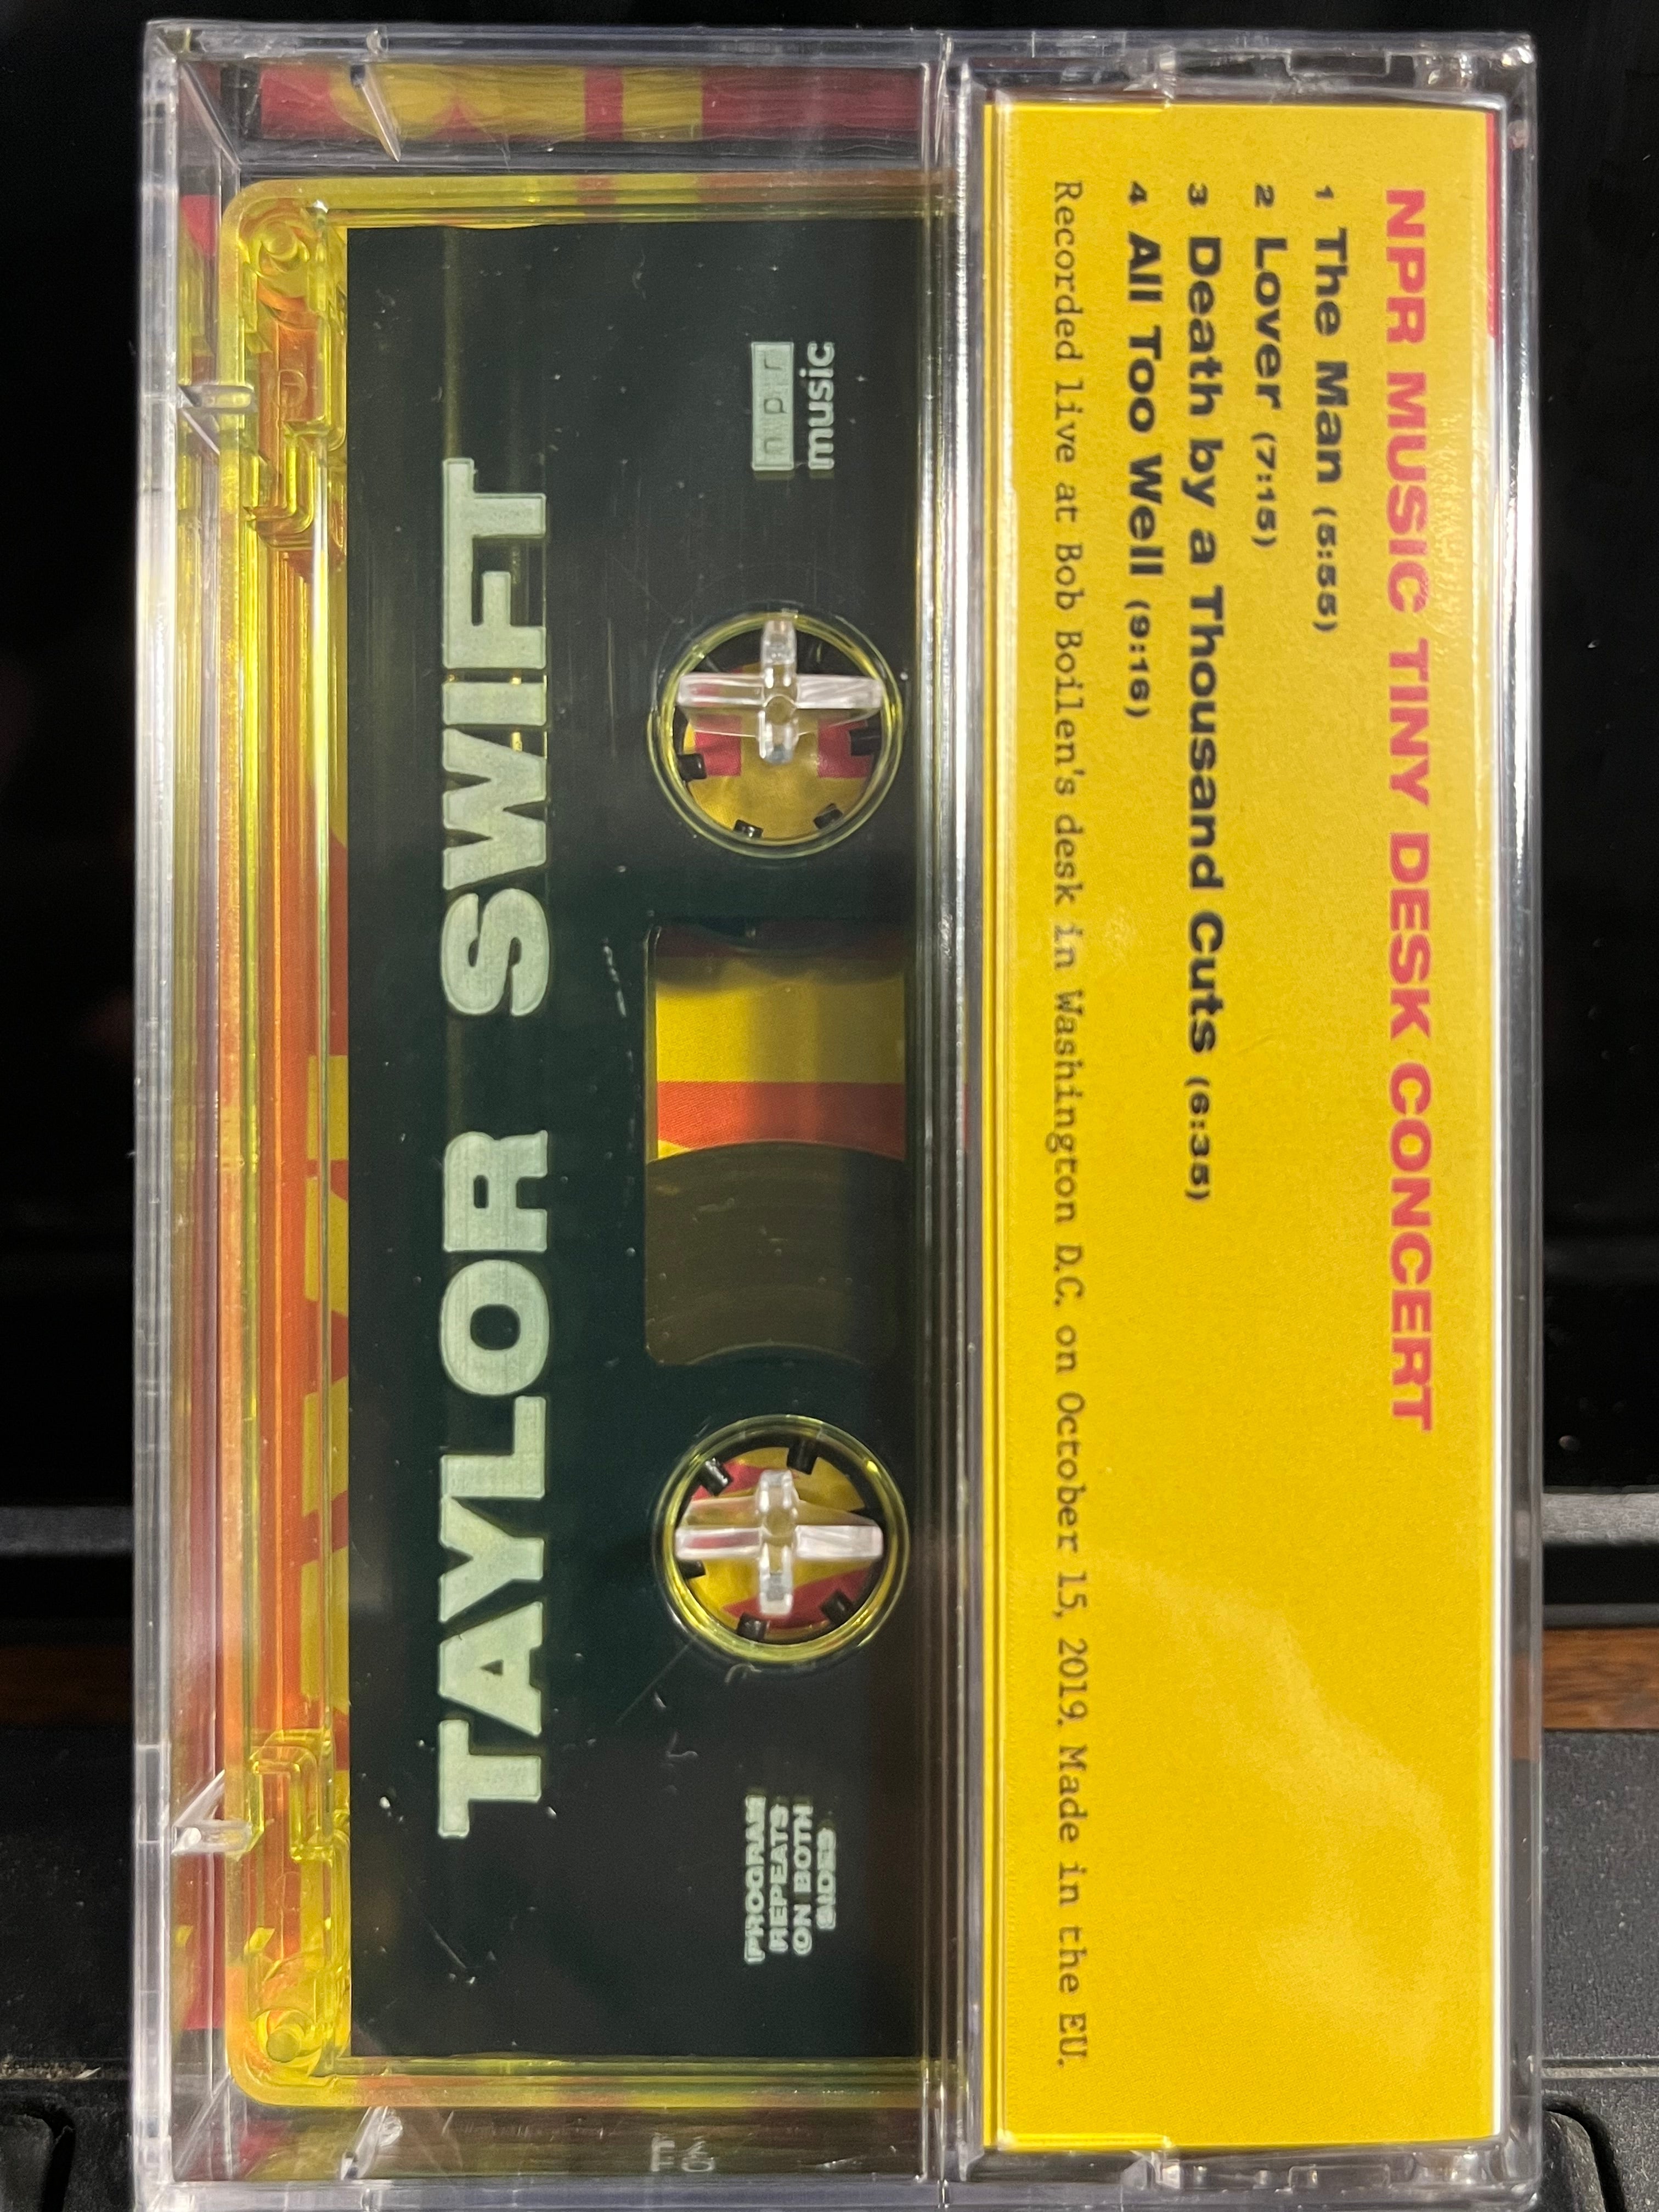 NPR MUSIC TINY DESK CONCERT
1 The Man (5:55)
2 Lover (7:15)
3 Death by a Thousand Cuts (6:35)
4 All Too Well (9:16)
Recorded live at Bob Boilen's desk in Washington D.C. on October 15, 2019. Made in the EU.
npr
music
TAYLOR SWIFT
PROGRAM
REPEATS
ON BOTH
SIDES